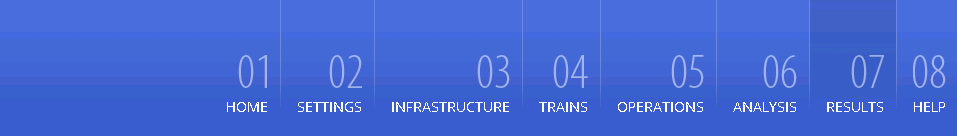 01 02 03 04 05 06 07 08
HOME SETTINGS INFRASTRUCTURE TRAINS OPERATIONS ANALYSIS RESULTS HELP